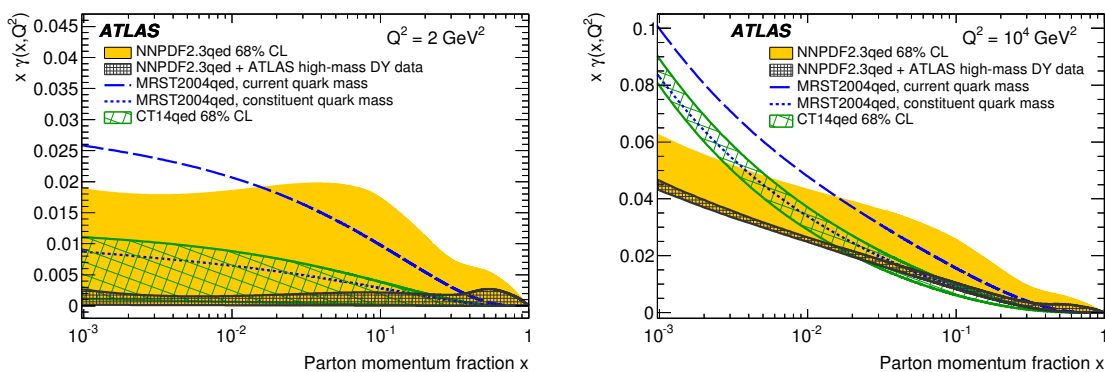 ATLAS
Q² = 2 GeV²
NNPDF2.3qed 68% CL
NNPDF2.3qed + ATLAS high-mass DY data
MRST2004qed, current quark mass
MRST2004qed, constituent quark mass
CT14qed 68% CL
x γ(x,Q²)
0.045
0.04
0.035
0.03
0.025
0.02
0.015
0.01
0.005
0
10⁻³ 10⁻² 10⁻¹ 1
Parton momentum fraction x
ATLAS
Q² = 10⁴ GeV²
NNPDF2.3qed 68% CL
NNPDF2.3qed + ATLAS high-mass DY data
MRST2004qed, current quark mass
MRST2004qed, constituent quark mass
CT14qed 68% CL
x γ(x,Q²)
0.1
0.08
0.06
0.04
0.02
0
10⁻³ 10⁻² 10⁻¹ 1
Parton momentum fraction x